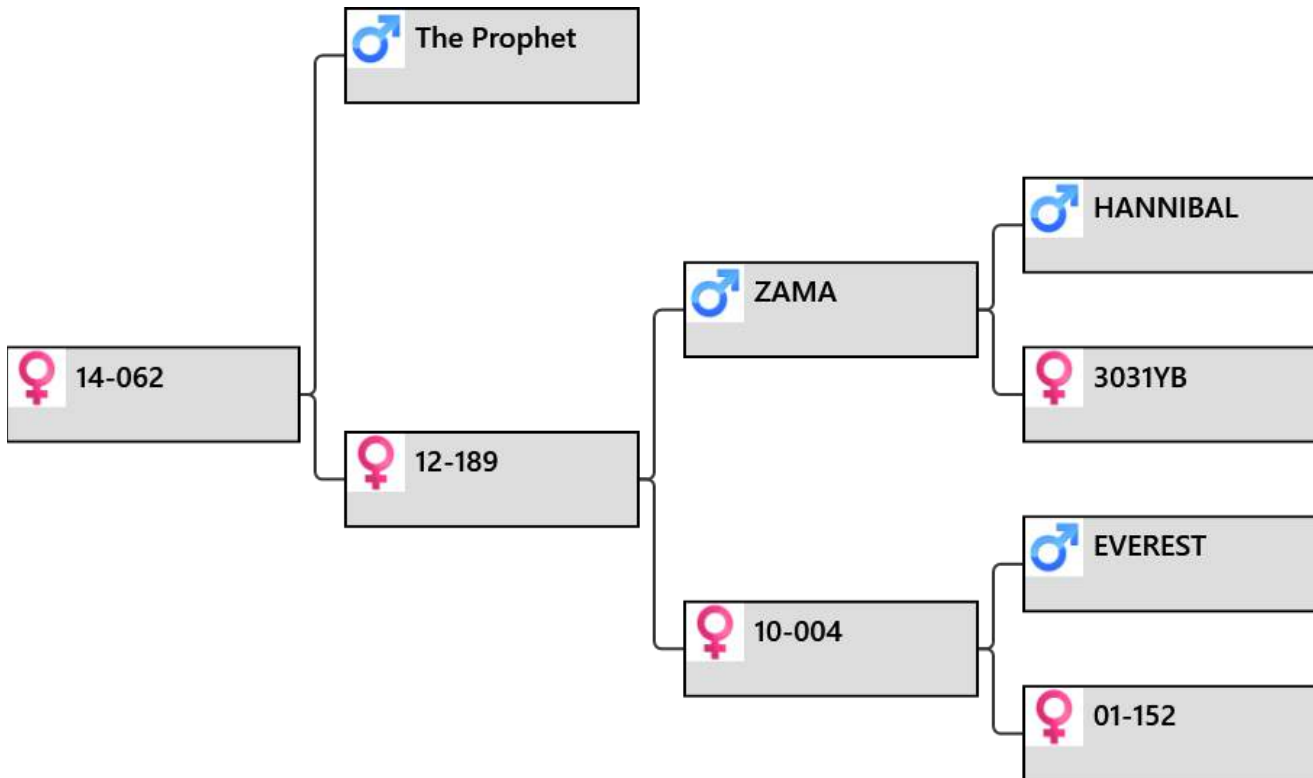 The Prophet
HANNIBAL
ZAMA
14-062
3031YB
12-189
EVEREST
10-004
01-152